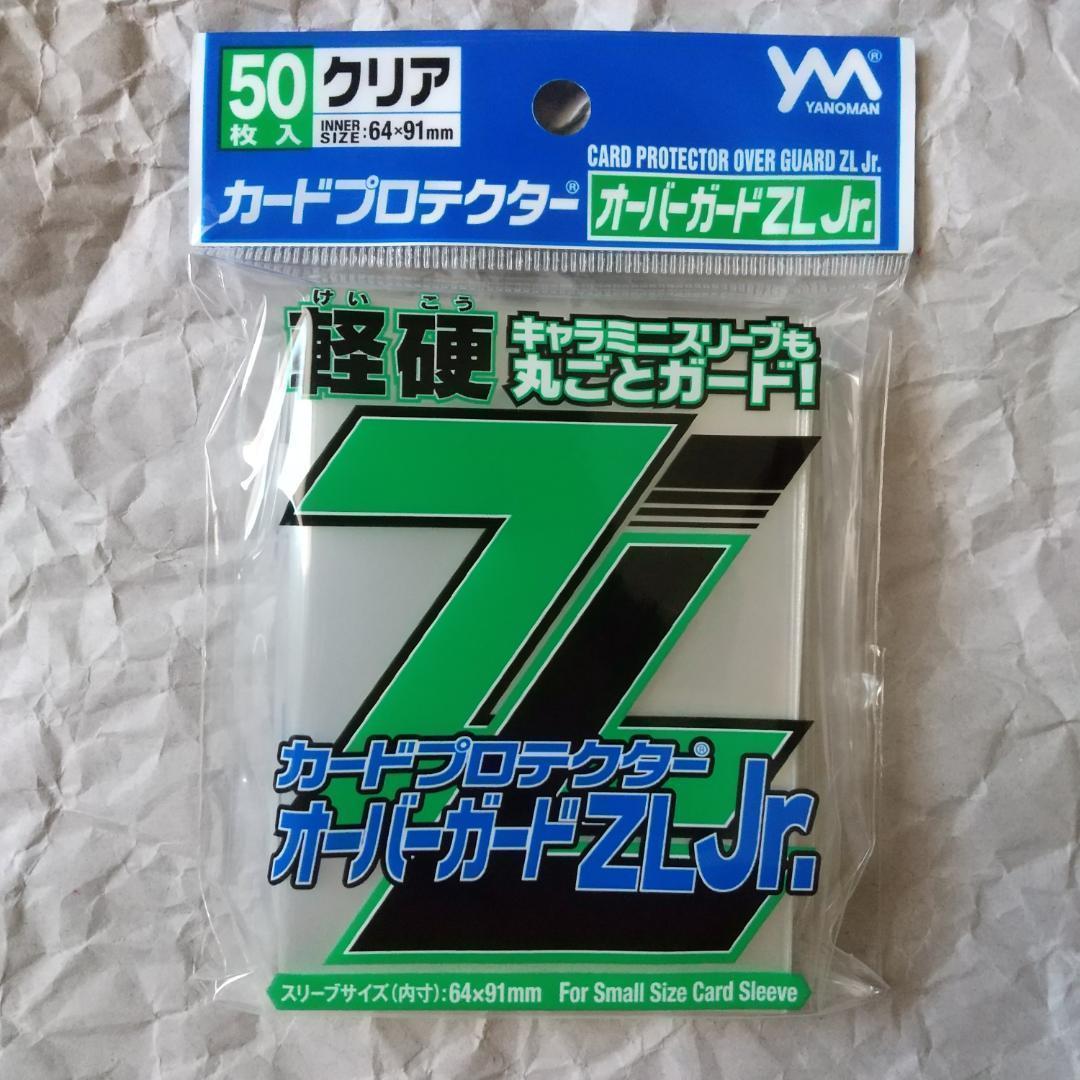 50
枚入
クリア
INNER SIZE:64×91mm
YM®
YANOMAN
CARD PROTECTOR OVER GUARD ZL Jr.
カードプロテクター®
オーバーガードZL Jr.
けい こう
軽硬
キャラミニスリーブも
丸ごとガード!
ZL
カードプロテクター®
オーバーガードZL Jr.
スリーブサイズ(内寸):64×91mm For Small Size Card Sleeve